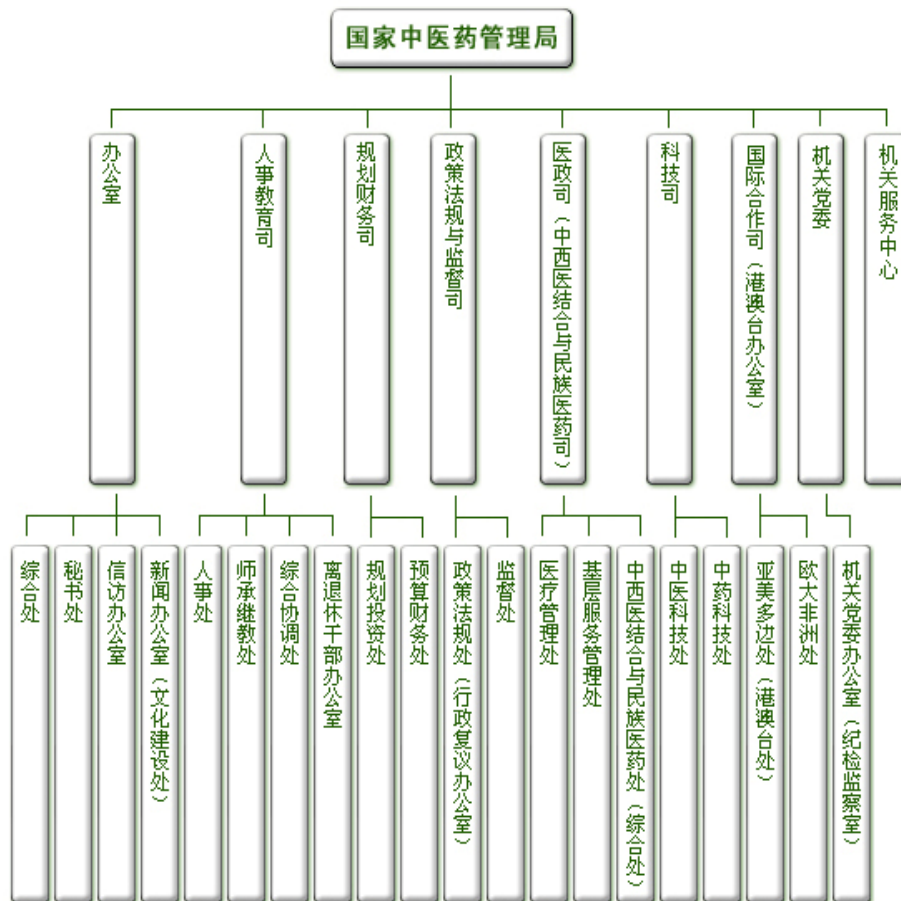 国家中医药管理局
办公室
人事教育司
规划财务司
政策法规与监督司
医政司（中西医结合与民族医药司）
科技司
国际合作司（港澳台办公室）
机关党委
机关服务中心
综合处
秘书处
信访办公室
新闻办公室（文化建设处）
人事处
师承继教处
综合协调处
离退休干部办公室
规划投资处
预算财务处
政策法规处（行政复议办公室）
监督处
医疗管理处
基层服务管理处
中西医结合与民族医药处（综合处）
中医科技处
中药科技处
亚美多边处（港澳台处）
欧大非洲处
机关党委办公室（纪检监察室）